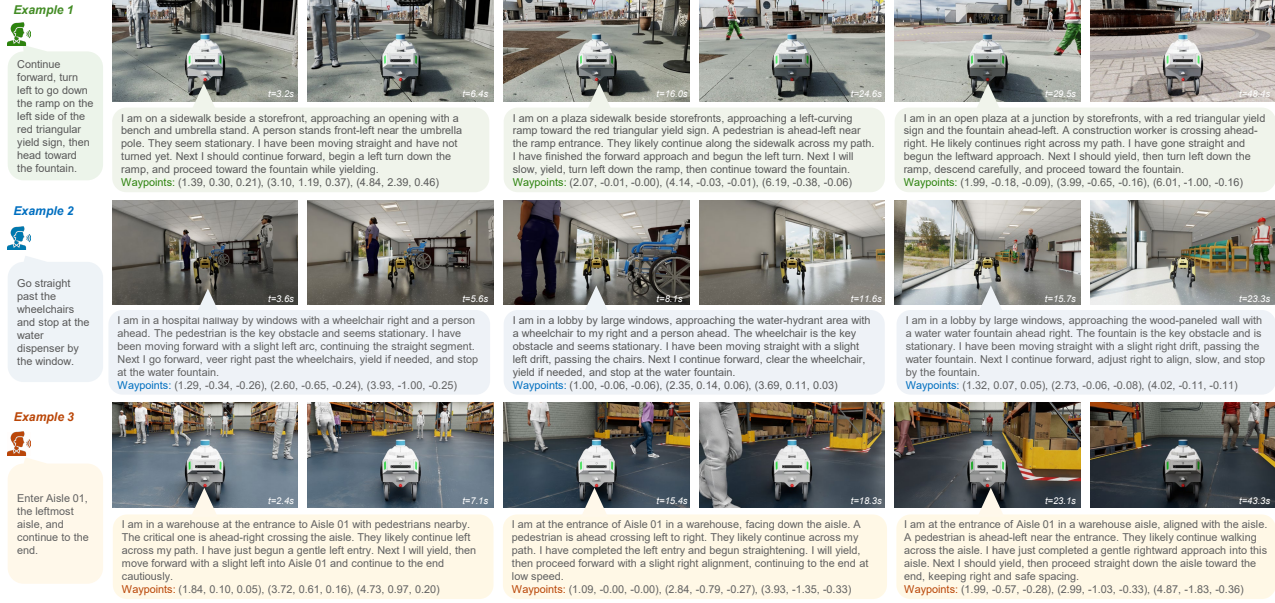 Example 1
Continue
forward, turn
left to go down
the ramp on the
left side of the
red triangular
yield sign, then
head toward
the fountain.
t=3.2s
t=6.4s
t=16.0s
t=24.6s
t=29.5s
t=48.4s
I am on a sidewalk beside a storefront, approaching an opening with a
bench and umbrella stand. A person stands front-left near the umbrella
pole. They seem stationary. I have been moving straight and have not
turned yet. Next I should continue forward, begin a left turn down the
ramp, and proceed toward the fountain while yielding.
Waypoints: (1.39, 0.30, 0.21), (3.10, 1.19, 0.37), (4.84, 2.39, 0.46)
I am on a plaza sidewalk beside storefronts, approaching a left-curving
ramp toward the red triangular yield sign. A pedestrian is ahead-left near
the ramp entrance. They likely continue along the sidewalk across my path.
I have finished the forward approach and begun the left turn. Next I will
slow, yield, turn left down the ramp, then continue toward the fountain.
Waypoints: (2.07, -0.01, -0.00), (4.14, -0.03, -0.01), (6.19, -0.38, -0.06)
I am in an open plaza at a junction by storefronts, with a red triangular yield
sign and the fountain ahead-left. A construction worker is crossing ahead-
right. He likely continues right across my path. I have gone straight and
begun the leftward approach. Next I should yield, then turn left down the
ramp, descend carefully, and proceed toward the fountain.
Waypoints: (1.99, -0.18, -0.09), (3.99, -0.65, -0.16), (6.01, -1.00, -0.16)
Example 2
Go straight
past the
wheelchairs
and stop at the
water
dispenser by
the window.
t=3.6s
t=5.6s
t=8.1s
t=11.6s
t=15.7s
t=23.3s
I am in a hospital hallway by windows with a wheelchair right and a person
ahead. The pedestrian is the key obstacle and seems stationary. I have
been moving forward with a slight left arc, continuing the straight segment.
Next I go forward, veer right past the wheelchairs, yield if needed, and stop
at the water fountain.
Waypoints: (1.29, -0.34, -0.26), (2.60, -0.65, -0.24), (3.93, -1.00, -0.25)
I am in a lobby by large windows, approaching the water-hydrant area with
a wheelchair to my right and a person ahead. The wheelchair is the key
obstacle and seems stationary. I have been moving straight with a slight
left drift, passing the chairs. Next I continue forward, clear the wheelchair,
yield if needed, and stop at the water fountain.
Waypoints: (1.00, -0.06, -0.06), (2.35, 0.14, 0.06), (3.69, 0.11, 0.03)
I am in a lobby by large windows, approaching the wood-paneled wall with
a water water fountain ahead right. The fountain is the key obstacle and is
stationary. I have been moving straight with a slight right drift, passing the
water fountain. Next I continue forward, adjust right to align, slow, and stop
by the fountain.
Waypoints: (1.32, 0.07, 0.05), (2.73, -0.06, -0.08), (4.02, -0.11, -0.11)
Example 3
Enter Aisle 01,
the leftmost
aisle, and
continue to the
end.
t=2.4s
t=7.1s
t=15.4s
t=18.3s
t=23.1s
t=43.3s
I am in a warehouse at the entrance to Aisle 01 with pedestrians nearby.
The critical one is ahead-right crossing the aisle. They likely continue left
across my path. I have just begun a gentle left entry. Next I will yield, then
move forward with a slight left into Aisle 01 and continue to the end
cautiously.
Waypoints: (1.84, 0.10, 0.05), (3.72, 0.61, 0.16), (4.73, 0.97, 0.20)
I am at the entrance of Aisle 01 in a warehouse, facing down the aisle. A
pedestrian is ahead crossing left to right. They likely continue across my
path. I have completed the left entry and begun straightening. I will yield,
then proceed forward with a slight right alignment, continuing to the end at
low speed.
Waypoints: (1.09, -0.00, -0.00), (2.84, -0.79, -0.27), (3.93, -1.35, -0.33)
I am at the entrance of Aisle 01 in a warehouse aisle, aligned with the aisle.
A pedestrian is ahead-left near the entrance. They likely continue walking
across the aisle. I have just completed a gentle rightward approach into this
aisle. Next I should yield, then proceed straight down the aisle toward the
end, keeping right and safe spacing.
Waypoints: (1.99, -0.57, -0.28), (2.99, -1.03, -0.33), (4.87, -1.83, -0.36)